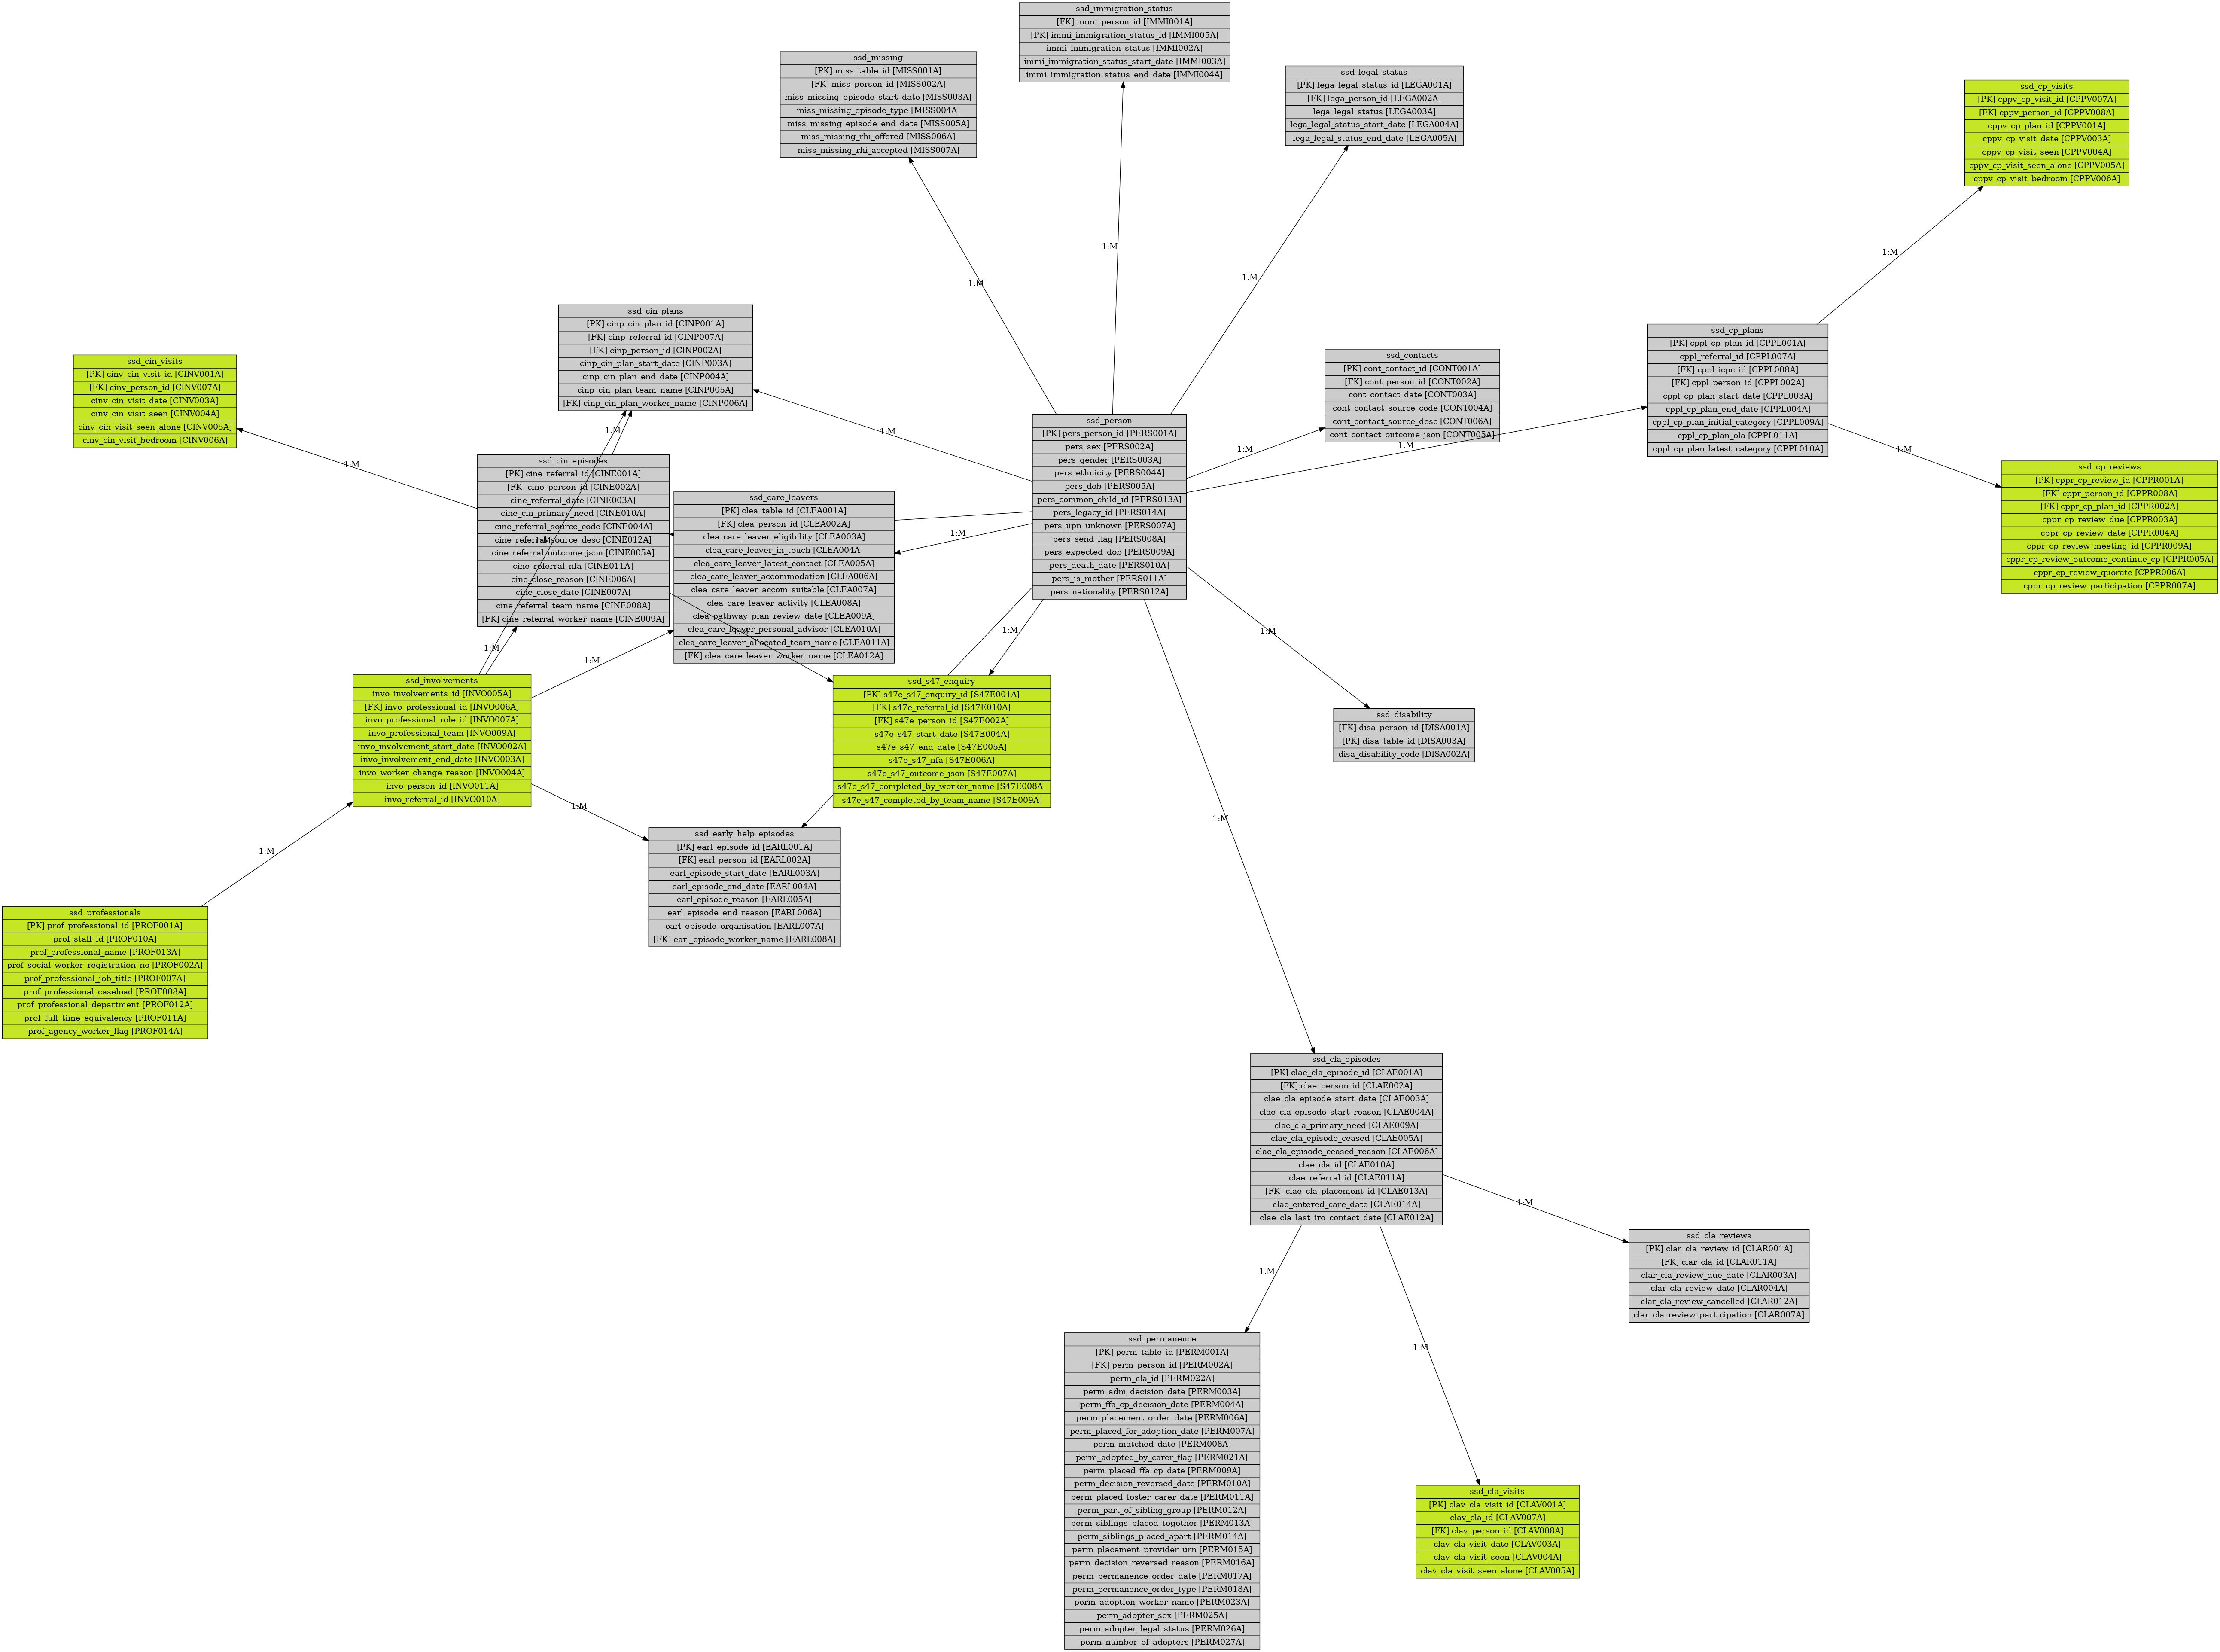 ssd_immigration_status
[FK] immi_person_id [IMMI001A]
[PK] immi_immigration_status_id [IMMI005A]
immi_immigration_status [IMMI002A]
immi_immigration_status_start_date [IMMI003A]
immi_immigration_status_end_date [IMMI004A]
ssd_missing
[PK] miss_table_id [MISS001A]
[FK] miss_person_id [MISS002A]
miss_missing_episode_start_date [MISS003A]
miss_missing_episode_type [MISS004A]
miss_missing_episode_end_date [MISS005A]
miss_missing_rhi_offered [MISS006A]
miss_missing_rhi_accepted [MISS007A]
ssd_legal_status
[PK] lega_legal_status_id [LEGA001A]
[FK] lega_person_id [LEGA002A]
lega_legal_status [LEGA003A]
lega_legal_status_start_date [LEGA004A]
lega_legal_status_end_date [LEGA005A]
ssd_cp_visits
[PK] cppv_cp_visit_id [CPPV007A]
[FK] cppv_person_id [CPPV008A]
cppv_cp_plan_id [CPPV001A]
cppv_cp_visit_date [CPPV003A]
cppv_cp_visit_seen [CPPV004A]
cppv_cp_visit_seen_alone [CPPV005A]
cppv_cp_visit_bedroom [CPPV006A]
1:M
1:M
1:M
1:M
ssd_cin_plans
[PK] cinp_cin_plan_id [CINP001A]
[FK] cinp_referral_id [CINP007A]
[FK] cinp_person_id [CINP002A]
cinp_cin_plan_start_date [CINP003A]
cinp_cin_plan_end_date [CINP004A]
cinp_cin_plan_team_name [CINP005A]
[FK] cinp_cin_plan_worker_name [CINP006A]
ssd_cp_plans
[PK] cppl_cp_plan_id [CPPL001A]
cppl_referral_id [CPPL007A]
[FK] cppl_icpc_id [CPPL008A]
[FK] cppl_person_id [CPPL002A]
cppl_cp_plan_start_date [CPPL003A]
cppl_cp_plan_end_date [CPPL004A]
cppl_cp_plan_initial_category [CPPL009A]
cppl_cp_plan_ola [CPPL011A]
cppl_cp_plan_latest_category [CPPL010A]
ssd_contacts
[PK] cont_contact_id [CONT001A]
[FK] cont_person_id [CONT002A]
cont_contact_date [CONT003A]
cont_contact_source_code [CONT004A]
cont_contact_source_desc [CONT006A]
cont_contact_outcome_json [CONT005A]
ssd_cin_visits
[PK] cinv_cin_visit_id [CINV001A]
[FK] cinv_person_id [CINV007A]
cinv_cin_visit_date [CINV003A]
cinv_cin_visit_seen [CINV004A]
cinv_cin_visit_seen_alone [CINV005A]
cinv_cin_visit_bedroom [CINV006A]
ssd_person
[PK] pers_person_id [PERS001A]
pers_sex [PERS002A]
pers_gender [PERS003A]
pers_ethnicity [PERS004A]
pers_dob [PERS005A]
pers_common_child_id [PERS013A]
pers_legacy_id [PERS014A]
pers_upn_unknown [PERS007A]
pers_send_flag [PERS008A]
pers_expected_dob [PERS009A]
pers_death_date [PERS010A]
pers_is_mother [PERS011A]
pers_nationality [PERS012A]
1:M
1:M
1:M
1:M
1:M
1:M
ssd_cp_reviews
[PK] cppr_cp_review_id [CPPR001A]
[FK] cppr_person_id [CPPR008A]
[FK] cppr_cp_plan_id [CPPR002A]
cppr_cp_review_due [CPPR003A]
cppr_cp_review_date [CPPR004A]
cppr_cp_review_meeting_id [CPPR009A]
cppr_cp_review_outcome_continue_cp [CPPR005A]
cppr_cp_review_quorate [CPPR006A]
cppr_cp_review_participation [CPPR007A]
ssd_cin_episodes
[PK] cine_referral_id [CINE001A]
[FK] cine_person_id [CINE002A]
cine_referral_date [CINE003A]
cine_cin_primary_need [CINE010A]
cine_referral_source_code [CINE004A]
cine_referral_source_desc [CINE012A]
cine_referral_outcome_json [CINE005A]
cine_referral_nfa [CINE011A]
cine_close_reason [CINE006A]
cine_close_date [CINE007A]
cine_referral_team_name [CINE008A]
[FK] cine_referral_worker_name [CINE009A]
1:M
ssd_care_leavers
[PK] clea_table_id [CLEA001A]
[FK] clea_person_id [CLEA002A]
clea_care_leaver_eligibility [CLEA003A]
clea_care_leaver_in_touch [CLEA004A]
clea_care_leaver_latest_contact [CLEA005A]
clea_care_leaver_accommodation [CLEA006A]
clea_care_leaver_accom_suitable [CLEA007A]
clea_care_leaver_activity [CLEA008A]
clea_pathway_plan_review_date [CLEA009A]
clea_care_leaver_personal_advisor [CLEA010A]
clea_care_leaver_allocated_team_name [CLEA011A]
[FK] clea_care_leaver_worker_name [CLEA012A]
1:M
1:M
1:M
1:M
1:M
1:M
ssd_involvements
invo_involvements_id [INVO005A]
[FK] invo_professional_id [INVO006A]
invo_professional_role_id [INVO007A]
invo_professional_team [INVO009A]
invo_involvement_start_date [INVO002A]
invo_involvement_end_date [INVO003A]
invo_worker_change_reason [INVO004A]
invo_person_id [INVO011A]
invo_referral_id [INVO010A]
ssd_s47_enquiry
[PK] s47e_s47_enquiry_id [S47E001A]
[FK] s47e_referral_id [S47E010A]
[FK] s47e_person_id [S47E002A]
s47e_s47_start_date [S47E004A]
s47e_s47_end_date [S47E005A]
s47e_s47_nfa [S47E006A]
s47e_s47_outcome_json [S47E007A]
s47e_s47_completed_by_worker_name [S47E008A]
s47e_s47_completed_by_team_name [S47E009A]
ssd_disability
[FK] disa_person_id [DISA001A]
[PK] disa_table_id [DISA003A]
disa_disability_code [DISA002A]
1:M
1:M
1:M
ssd_early_help_episodes
[PK] earl_episode_id [EARL001A]
[FK] earl_person_id [EARL002A]
earl_episode_start_date [EARL003A]
earl_episode_end_date [EARL004A]
earl_episode_reason [EARL005A]
earl_episode_end_reason [EARL006A]
earl_episode_organisation [EARL007A]
[FK] earl_episode_worker_name [EARL008A]
ssd_professionals
[PK] prof_professional_id [PROF001A]
prof_staff_id [PROF010A]
prof_professional_name [PROF013A]
prof_social_worker_registration_no [PROF002A]
prof_professional_job_title [PROF007A]
prof_professional_caseload [PROF008A]
prof_professional_department [PROF012A]
prof_full_time_equivalency [PROF011A]
prof_agency_worker_flag [PROF014A]
ssd_cla_episodes
[PK] clae_cla_episode_id [CLAE001A]
[FK] clae_person_id [CLAE002A]
clae_cla_episode_start_date [CLAE003A]
clae_cla_episode_start_reason [CLAE004A]
clae_cla_primary_need [CLAE009A]
clae_cla_episode_ceased [CLAE005A]
clae_cla_episode_ceased_reason [CLAE006A]
clae_cla_id [CLAE010A]
clae_referral_id [CLAE011A]
[FK] clae_cla_placement_id [CLAE013A]
clae_entered_care_date [CLAE014A]
clae_cla_last_iro_contact_date [CLAE012A]
1:M
1:M
1:M
ssd_cla_reviews
[PK] clar_cla_review_id [CLAR001A]
[FK] clar_cla_id [CLAR011A]
clar_cla_review_due_date [CLAR003A]
clar_cla_review_date [CLAR004A]
clar_cla_review_cancelled [CLAR012A]
clar_cla_review_participation [CLAR007A]
ssd_permanence
[PK] perm_table_id [PERM001A]
[FK] perm_person_id [PERM002A]
perm_cla_id [PERM022A]
perm_adm_decision_date [PERM003A]
perm_ffa_cp_decision_date [PERM004A]
perm_placement_order_date [PERM006A]
perm_placed_for_adoption_date [PERM007A]
perm_matched_date [PERM008A]
perm_adopted_by_carer_flag [PERM021A]
perm_placed_ffa_cp_date [PERM009A]
perm_decision_reversed_date [PERM010A]
perm_placed_foster_carer_date [PERM011A]
perm_part_of_sibling_group [PERM012A]
perm_siblings_placed_together [PERM013A]
perm_siblings_placed_apart [PERM014A]
perm_placement_provider_urn [PERM015A]
perm_decision_reversed_reason [PERM016A]
perm_permanence_order_date [PERM017A]
perm_permanence_order_type [PERM018A]
perm_adoption_worker_name [PERM023A]
perm_adopter_sex [PERM025A]
perm_adopter_legal_status [PERM026A]
perm_number_of_adopters [PERM027A]
ssd_cla_visits
[PK] clav_cla_visit_id [CLAV001A]
clav_cla_id [CLAV007A]
[FK] clav_person_id [CLAV008A]
clav_cla_visit_date [CLAV003A]
clav_cla_visit_seen [CLAV004A]
clav_cla_visit_seen_alone [CLAV005A]